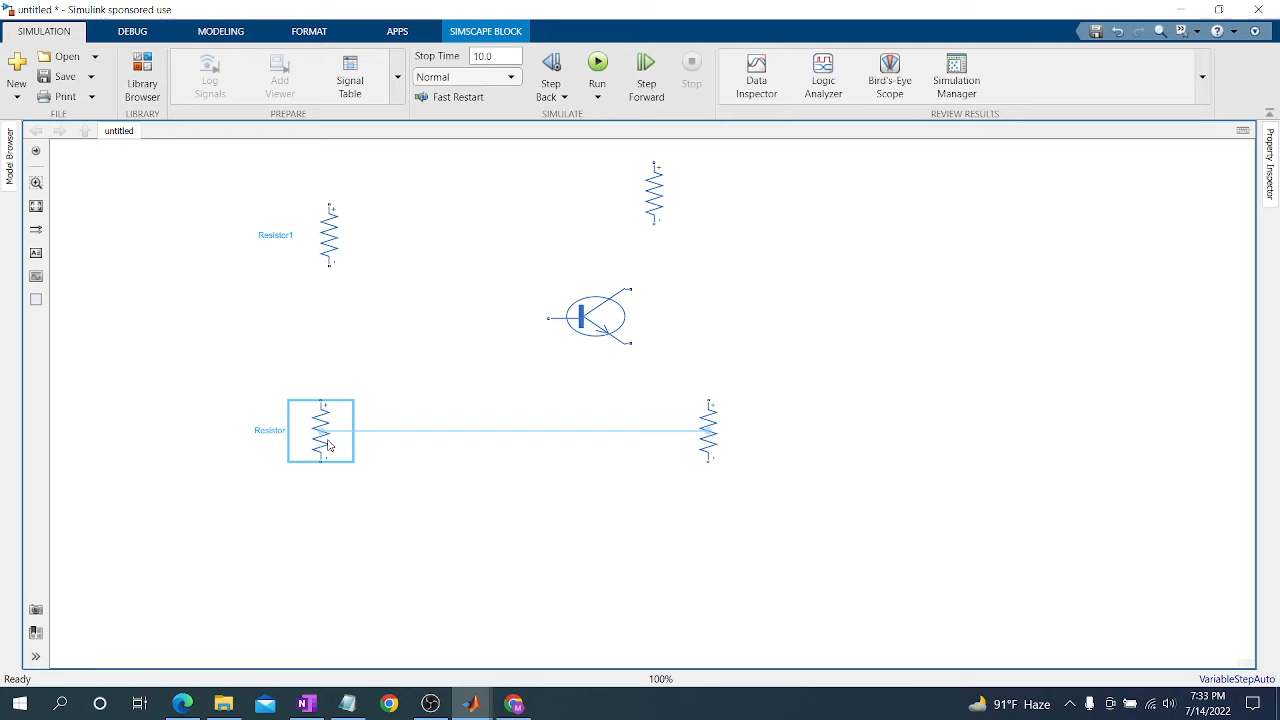 untitled * - Simulink sponsored use
SIMULATION DEBUG MODELING FORMAT APPS SIMSCAPE BLOCK
New
Open
Save
Print
FILE
Library
Browser
LIBRARY
Log
Signals
Add
Viewer
Signal
Table
PREPARE
Stop Time 10.0
Normal
Fast Restart
Step
Back
Run
Step
Forward
Stop
SIMULATE
Data
Inspector
Logic
Analyzer
Bird's-Eye
Scope
Simulation
Manager
REVIEW RESULTS
Model Browser
untitled
Property Inspector
Resistor1
Resistor
Ready 100% VariableStepAuto
91°F Haze
7:33 PM
7/14/2022